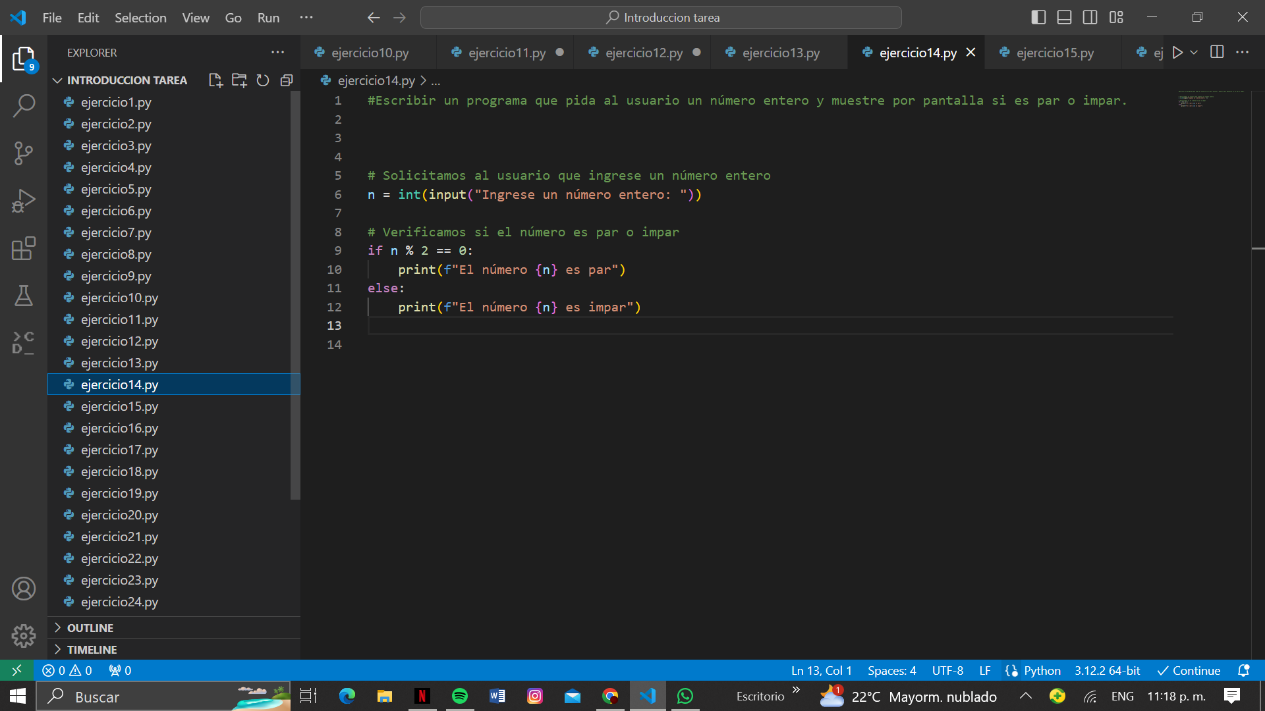 File Edit Selection View Go Run ···
Introduccion tarea
EXPLORER
ejercicio10.py ejercicio11.py ejercicio12.py ejercicio13.py ejercicio14.py ejercicio15.py ej
INTRODUCCION TAREA
ejercicio14.py > ...
ejercicio1.py
ejercicio2.py
ejercicio3.py
ejercicio4.py
ejercicio5.py
ejercicio6.py
ejercicio7.py
ejercicio8.py
ejercicio9.py
ejercicio10.py
ejercicio11.py
ejercicio12.py
ejercicio13.py
ejercicio14.py
ejercicio15.py
ejercicio16.py
ejercicio17.py
ejercicio18.py
ejercicio19.py
ejercicio20.py
ejercicio21.py
ejercicio22.py
ejercicio23.py
ejercicio24.py
OUTLINE
TIMELINE
1 #Escribir un programa que pida al usuario un número entero y muestre por pantalla si es par o impar.
2
3
4
5 # Solicitamos al usuario que ingrese un número entero
6 n = int(input("Ingrese un número entero: "))
7
8 # Verificamos si el número es par o impar
9 if n % 2 == 0:
10     print(f"El número {n} es par")
11 else:
12     print(f"El número {n} es impar")
13
14
9
0 0 0 Ln 13, Col 1 Spaces: 4 UTF-8 LF Python 3.12.2 64-bit Continue
Buscar Escritorio 1 22°C Mayorm. nublado ENG 11:18 p. m.